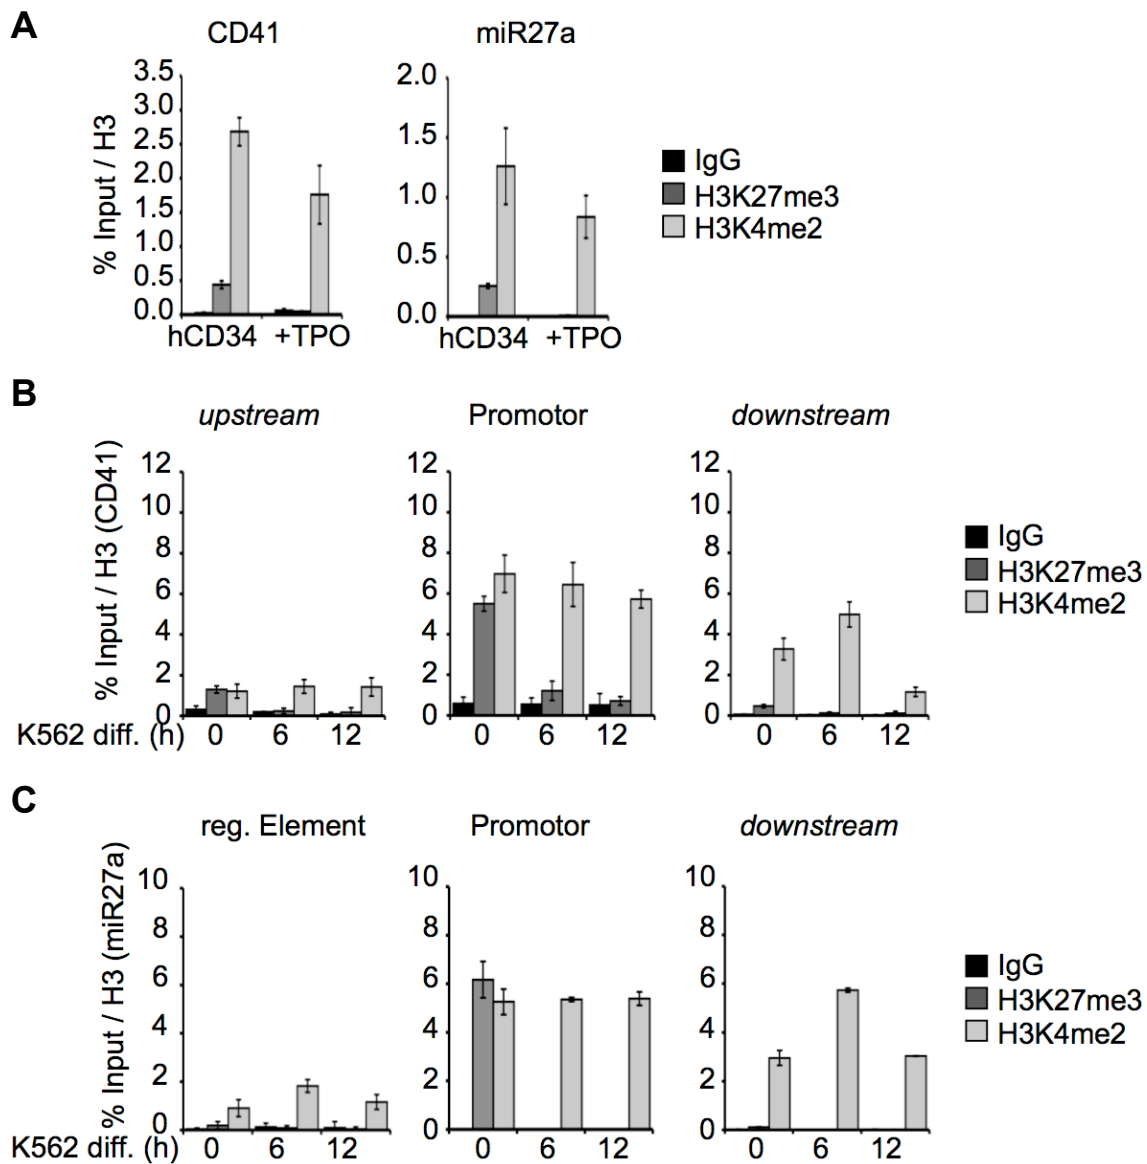 A
CD41
miR27a
% Input / H3
3.5
3.0
2.5
2.0
1.5
1.0
0.5
0.0
hCD34 +TPO
2.0
1.5
1.0
0.5
0.0
hCD34 +TPO
IgG
H3K27me3
H3K4me2
B
upstream
Promotor
downstream
% Input / H3 (CD41)
12
10
8
6
4
2
0
12
10
8
6
4
2
0
12
10
8
6
4
2
0
K562 diff. (h) 0 6 12
0 6 12
0 6 12
IgG
H3K27me3
H3K4me2
C
reg. Element
Promotor
downstream
% Input / H3 (miR27a)
10
8
6
4
2
0
10
8
6
4
2
0
10
8
6
4
2
0
K562 diff. (h) 0 6 12
0 6 12
0 6 12
IgG
H3K27me3
H3K4me2